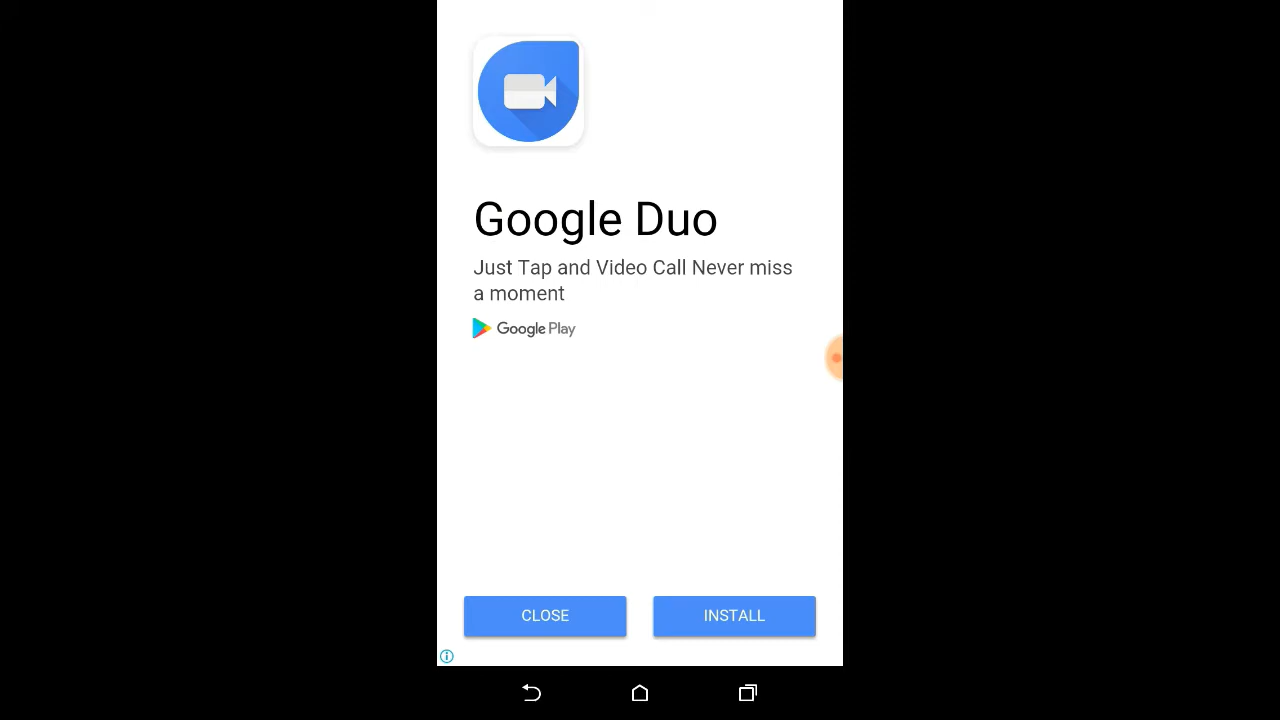 Google Duo
Just Tap and Video Call Never miss
a moment
Google Play
CLOSE
INSTALL